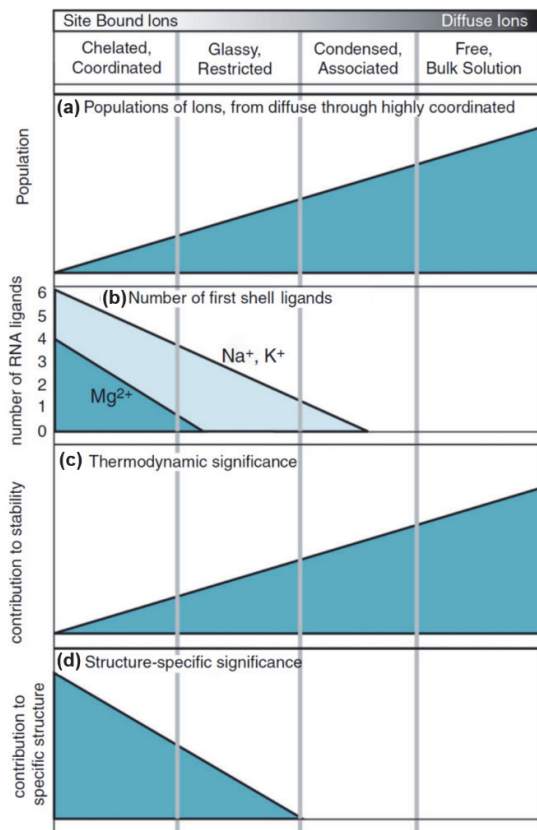 Site Bound Ions
Diffuse Ions
Chelated,
Coordinated
Glassy,
Restricted
Condensed,
Associated
Free,
Bulk Solution
(a) Populations of Ions, from diffuse through highly coordinated
Population
(b) Number of first shell ligands
number of RNA ligands
6
5
4
3
2
1
0
Na⁺, K⁺
Mg²⁺
(c) Thermodynamic significance
contribution to stability
(d) Structure-specific significance
contribution to
specific structure